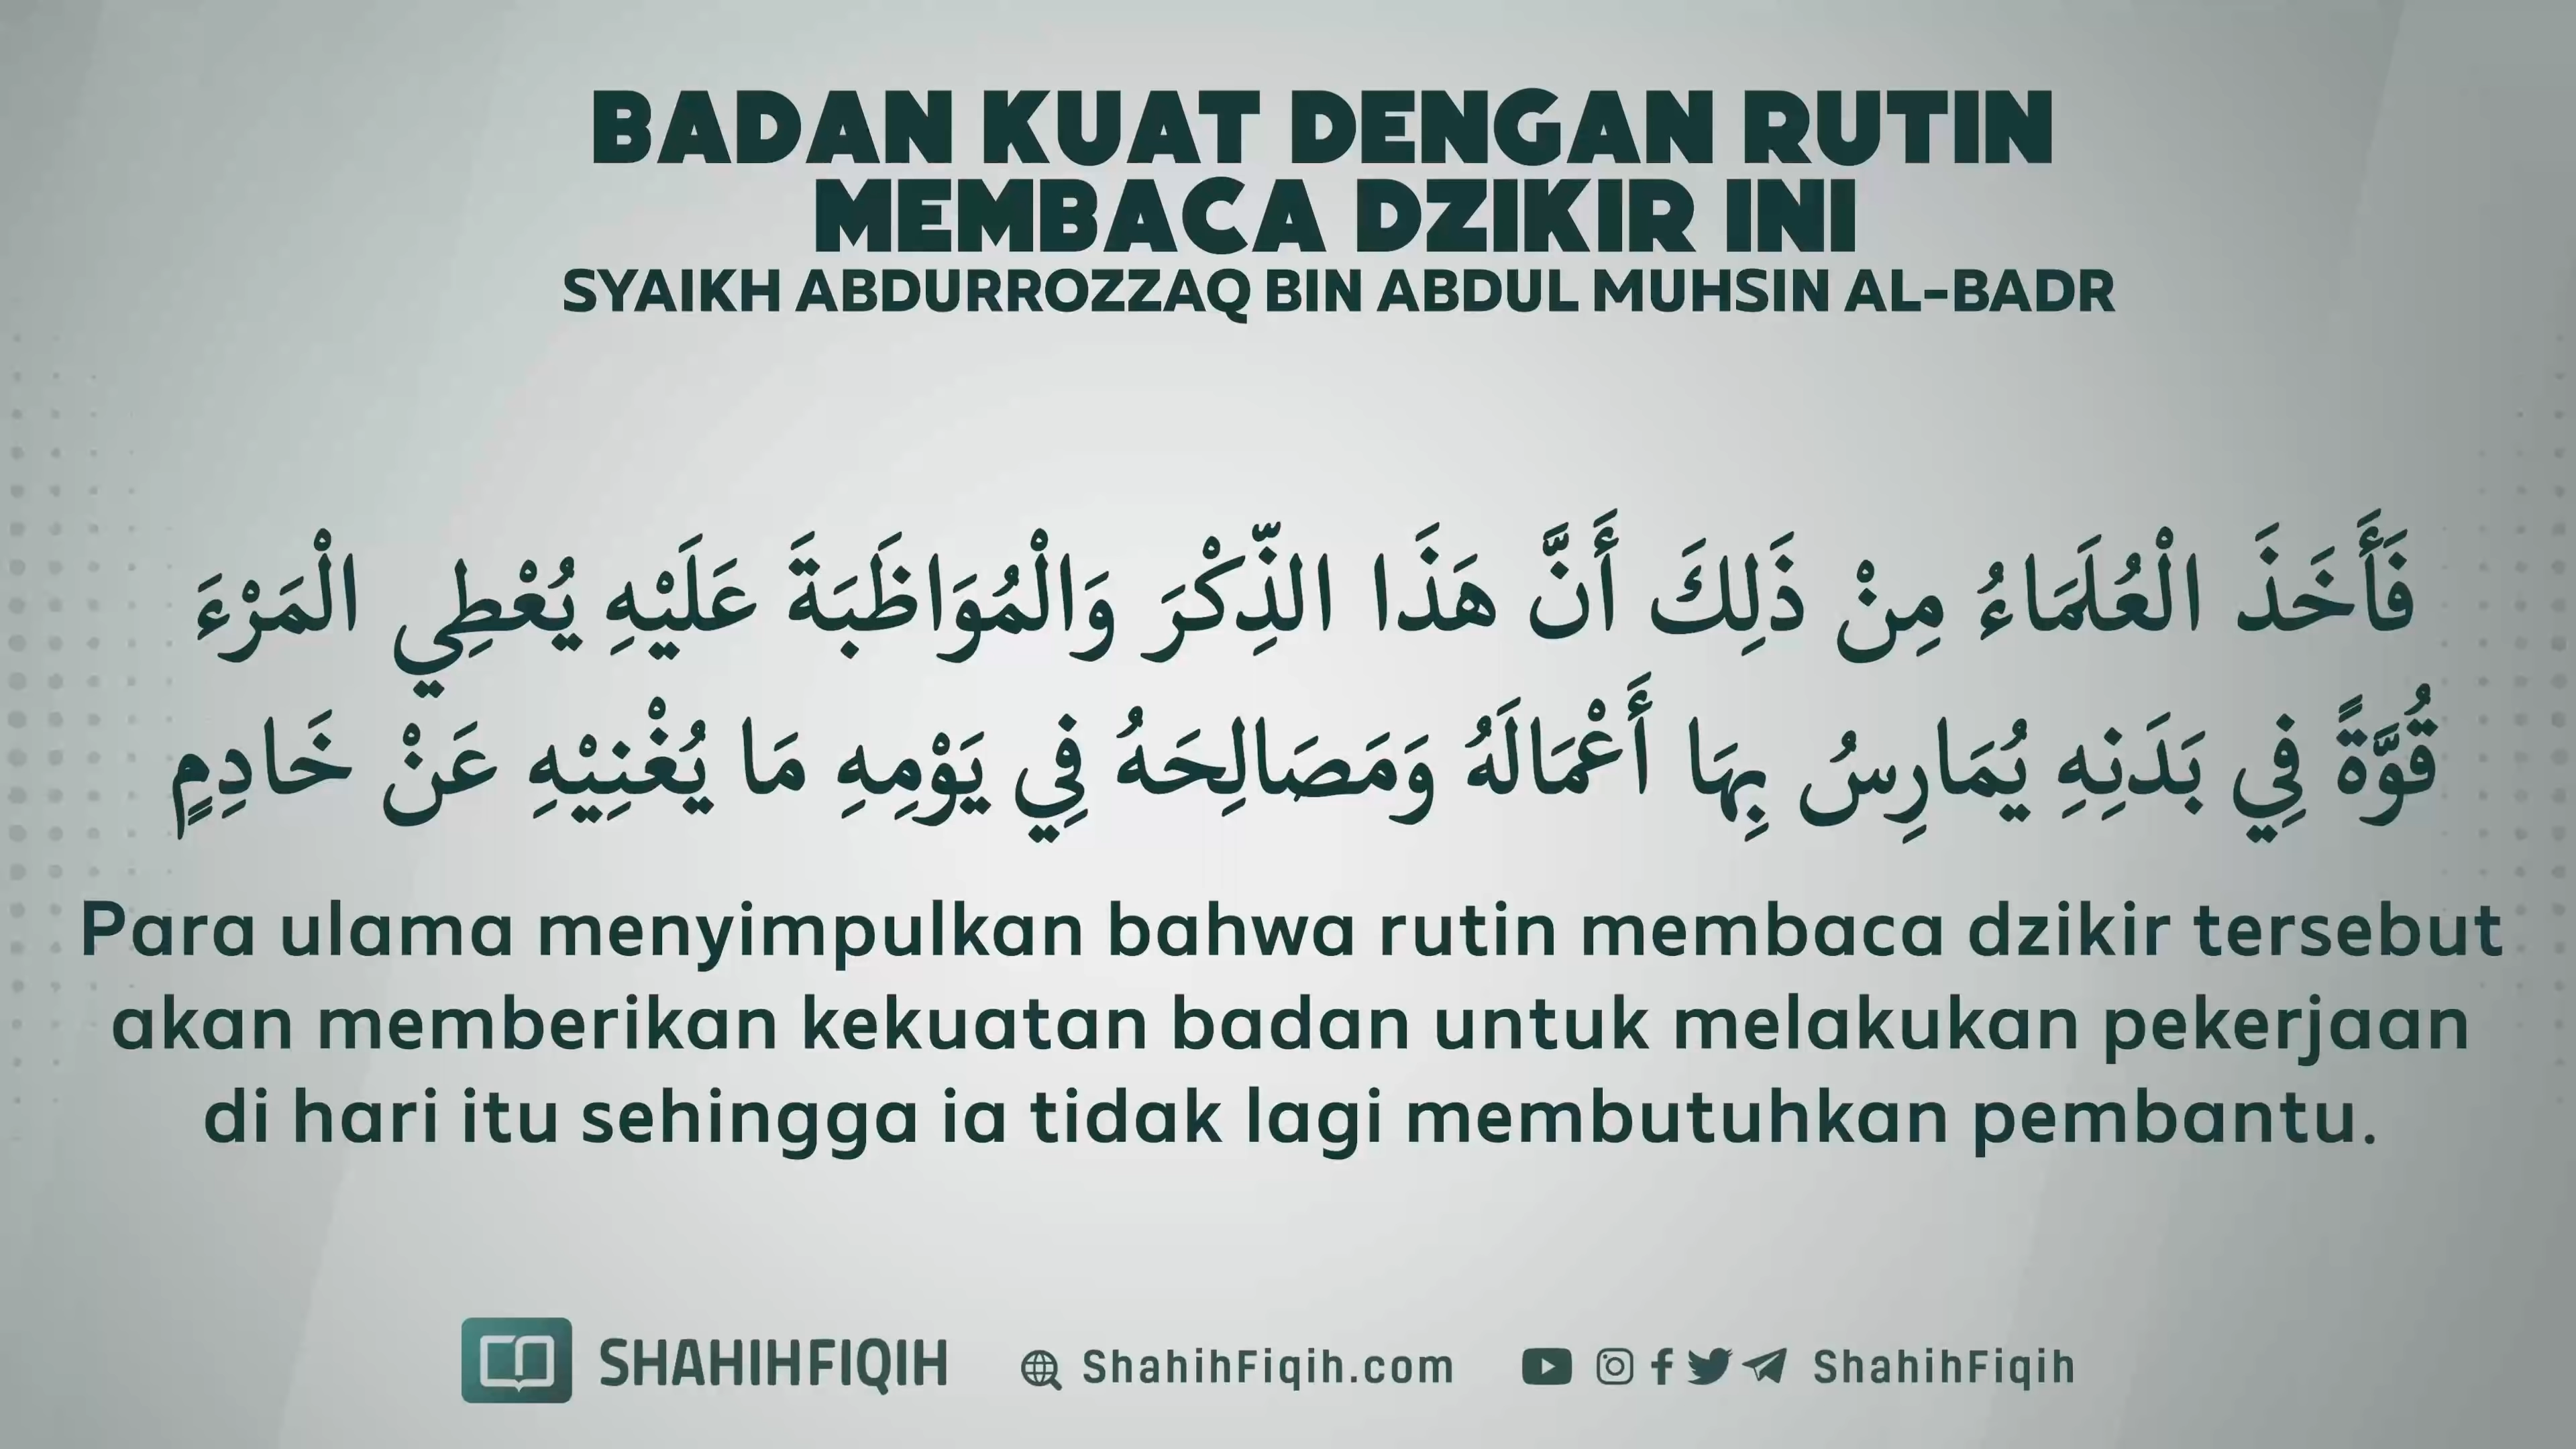 BADAN KUAT DENGAN RUTIN
MEMBACA DZIKIR INI
SYAIKH ABDURROZZAQ BIN ABDUL MUHSIN AL-BADR
فَأَخَذَ الْعُلَمَاءُ مِنْ ذَلِكَ أَنَّ هَذَا الذِّكْرَ وَالْمُوَاظَبَةَ عَلَيْهِ يُعْطِي الْمَرْءَ
قُوَّةً فِي بَدَنِهِ يُمَارِسُ بِهَا أَعْمَالَهُ وَمَصَالِحَهُ فِي يَوْمِهِ مَا يُغْنِيْهِ عَنْ خَادِمٍ
Para ulama menyimpulkan bahwa rutin membaca dzikir tersebut
akan memberikan kekuatan badan untuk melakukan pekerjaan
di hari itu sehingga ia tidak lagi membutuhkan pembantu.
SHAHIHFIQIH ShahihFiqih.com ShahihFiqih